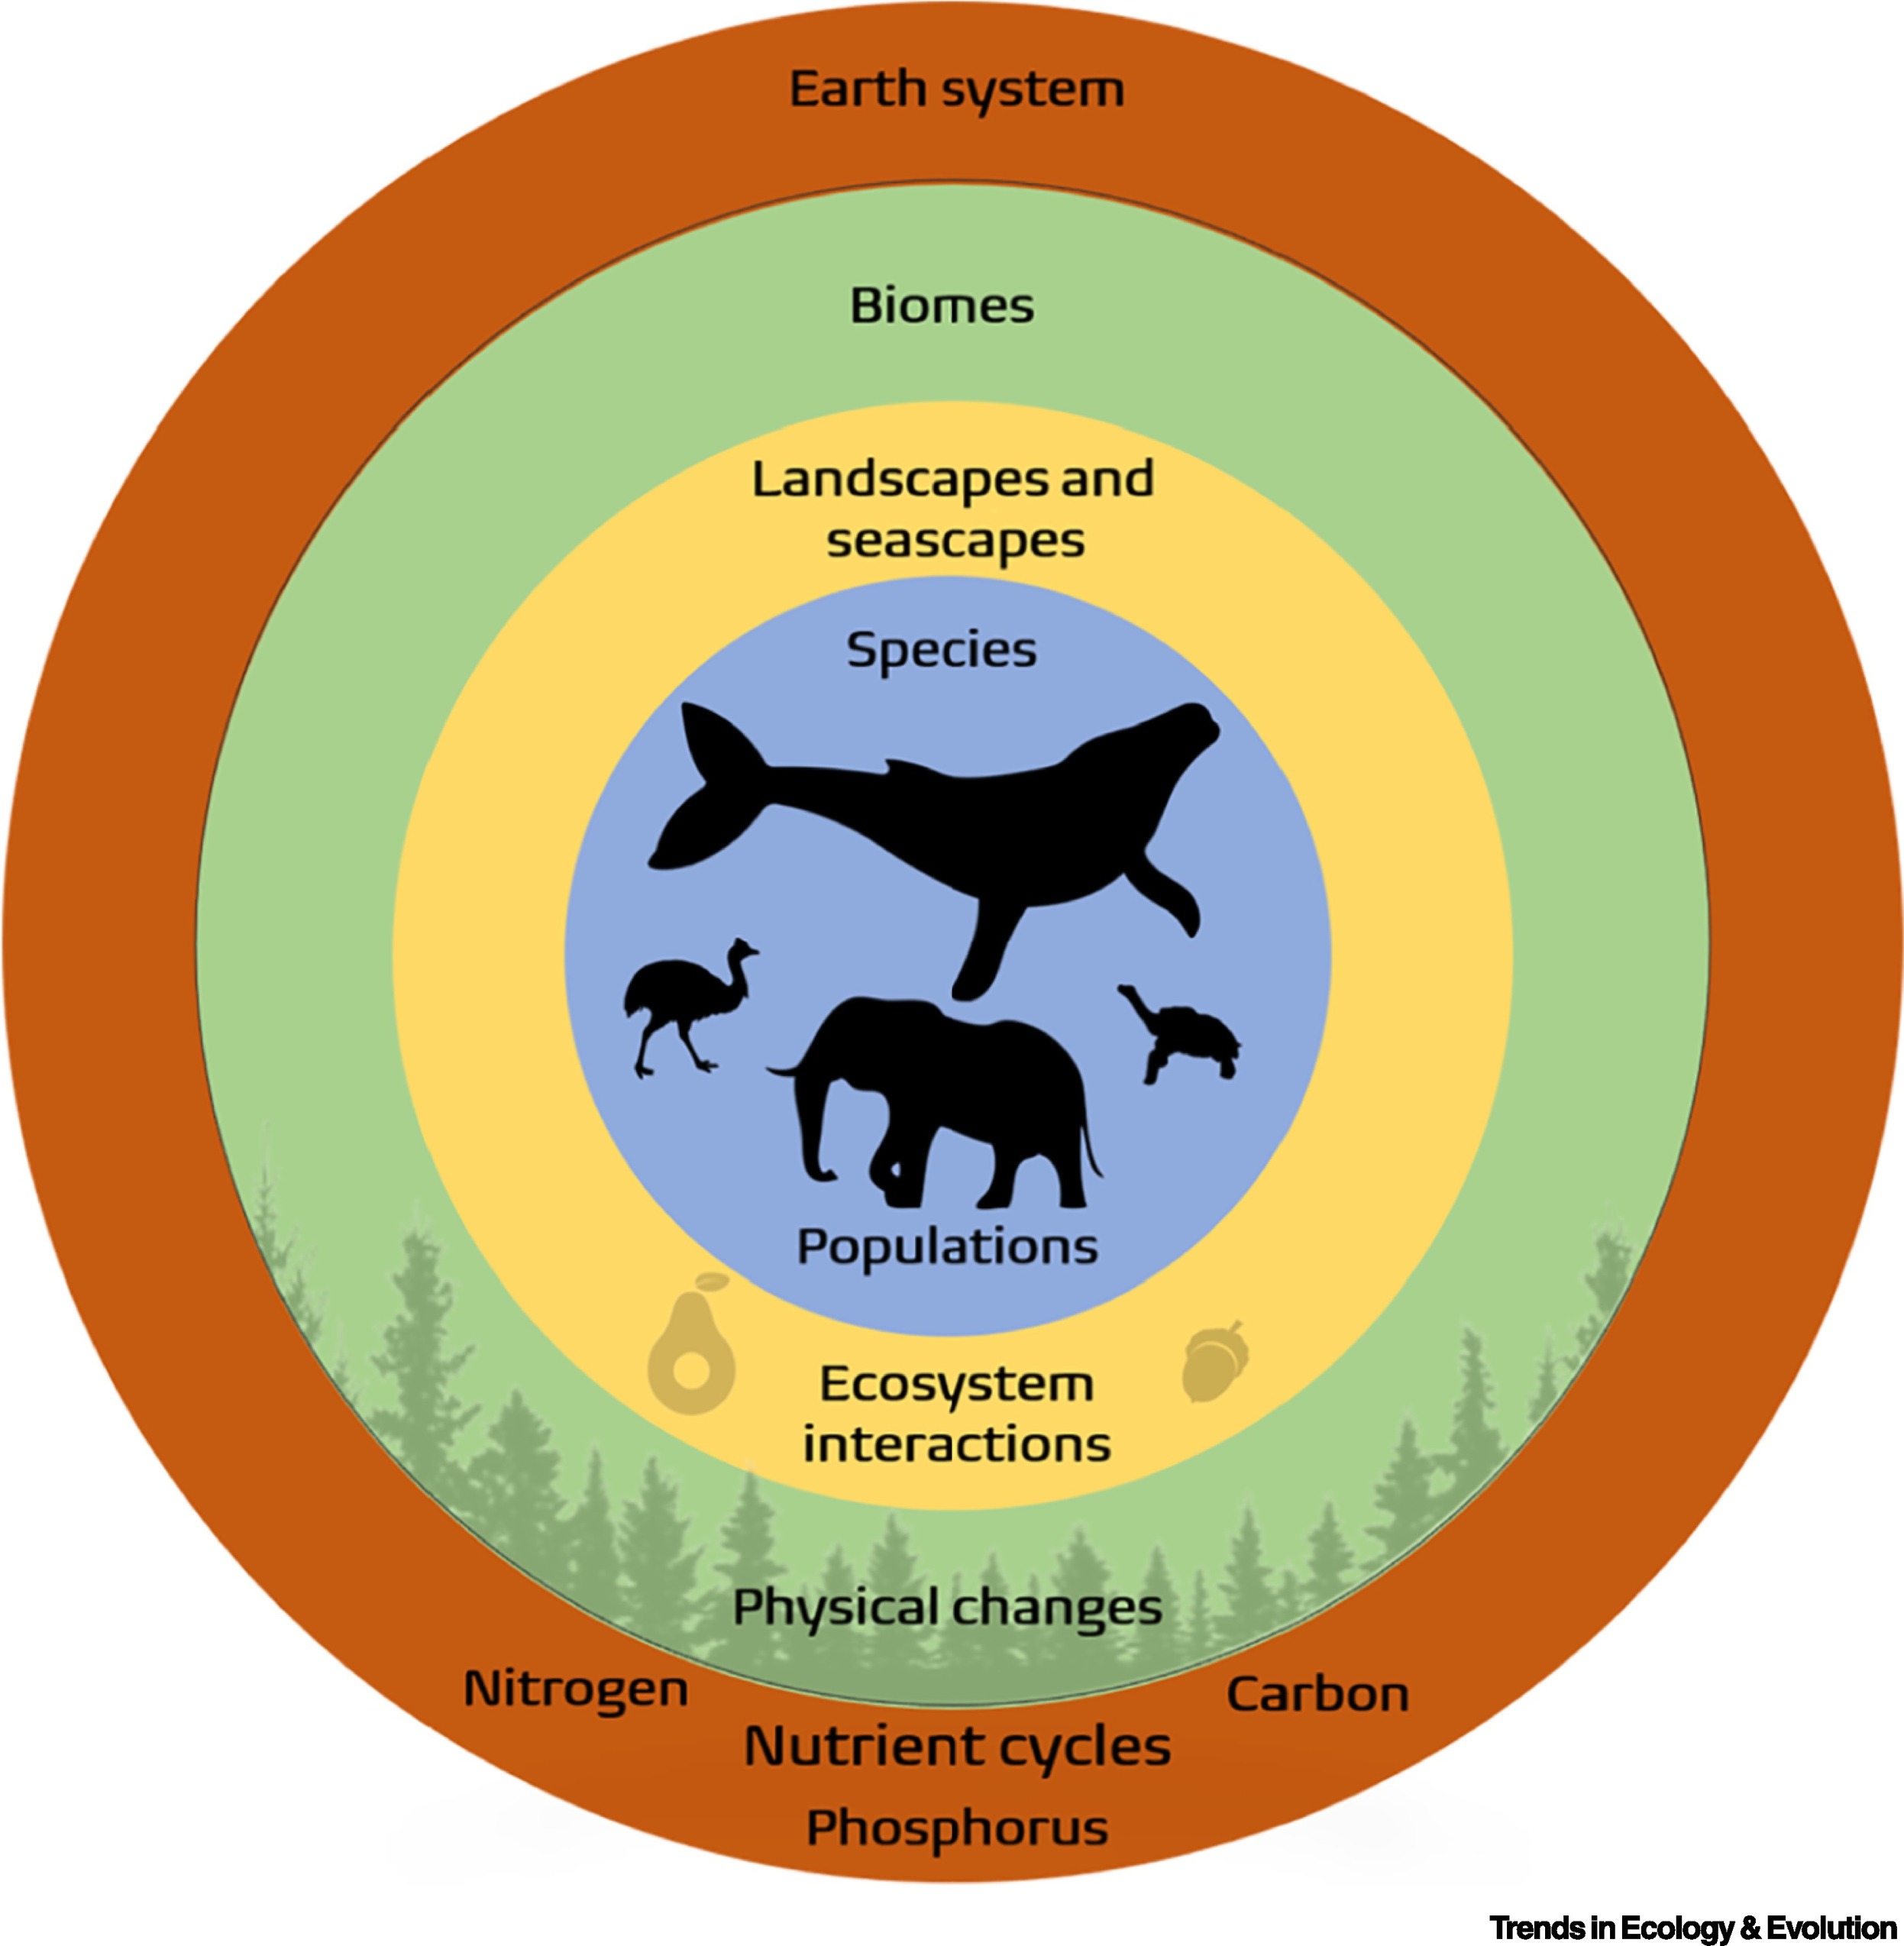 Earth system
Biomes
Landscapes and
seascapes
Species
Populations
Ecosystem
interactions
Physical changes
Nitrogen
Carbon
Nutrient cycles
Phosphorus
Trends in Ecology & Evolution